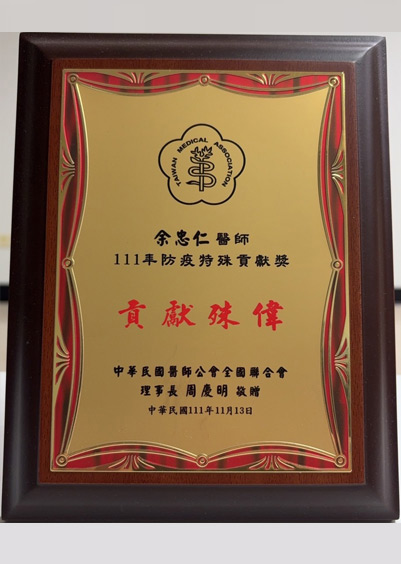 TAIWAN MEDICAL ASSOCIATION
余忠仁醫師
111年防疫特殊貢獻獎
貢獻殊偉
中華民國醫師公會全國聯合會
理事長 周慶明 敬贈
中華民國111年11月13日